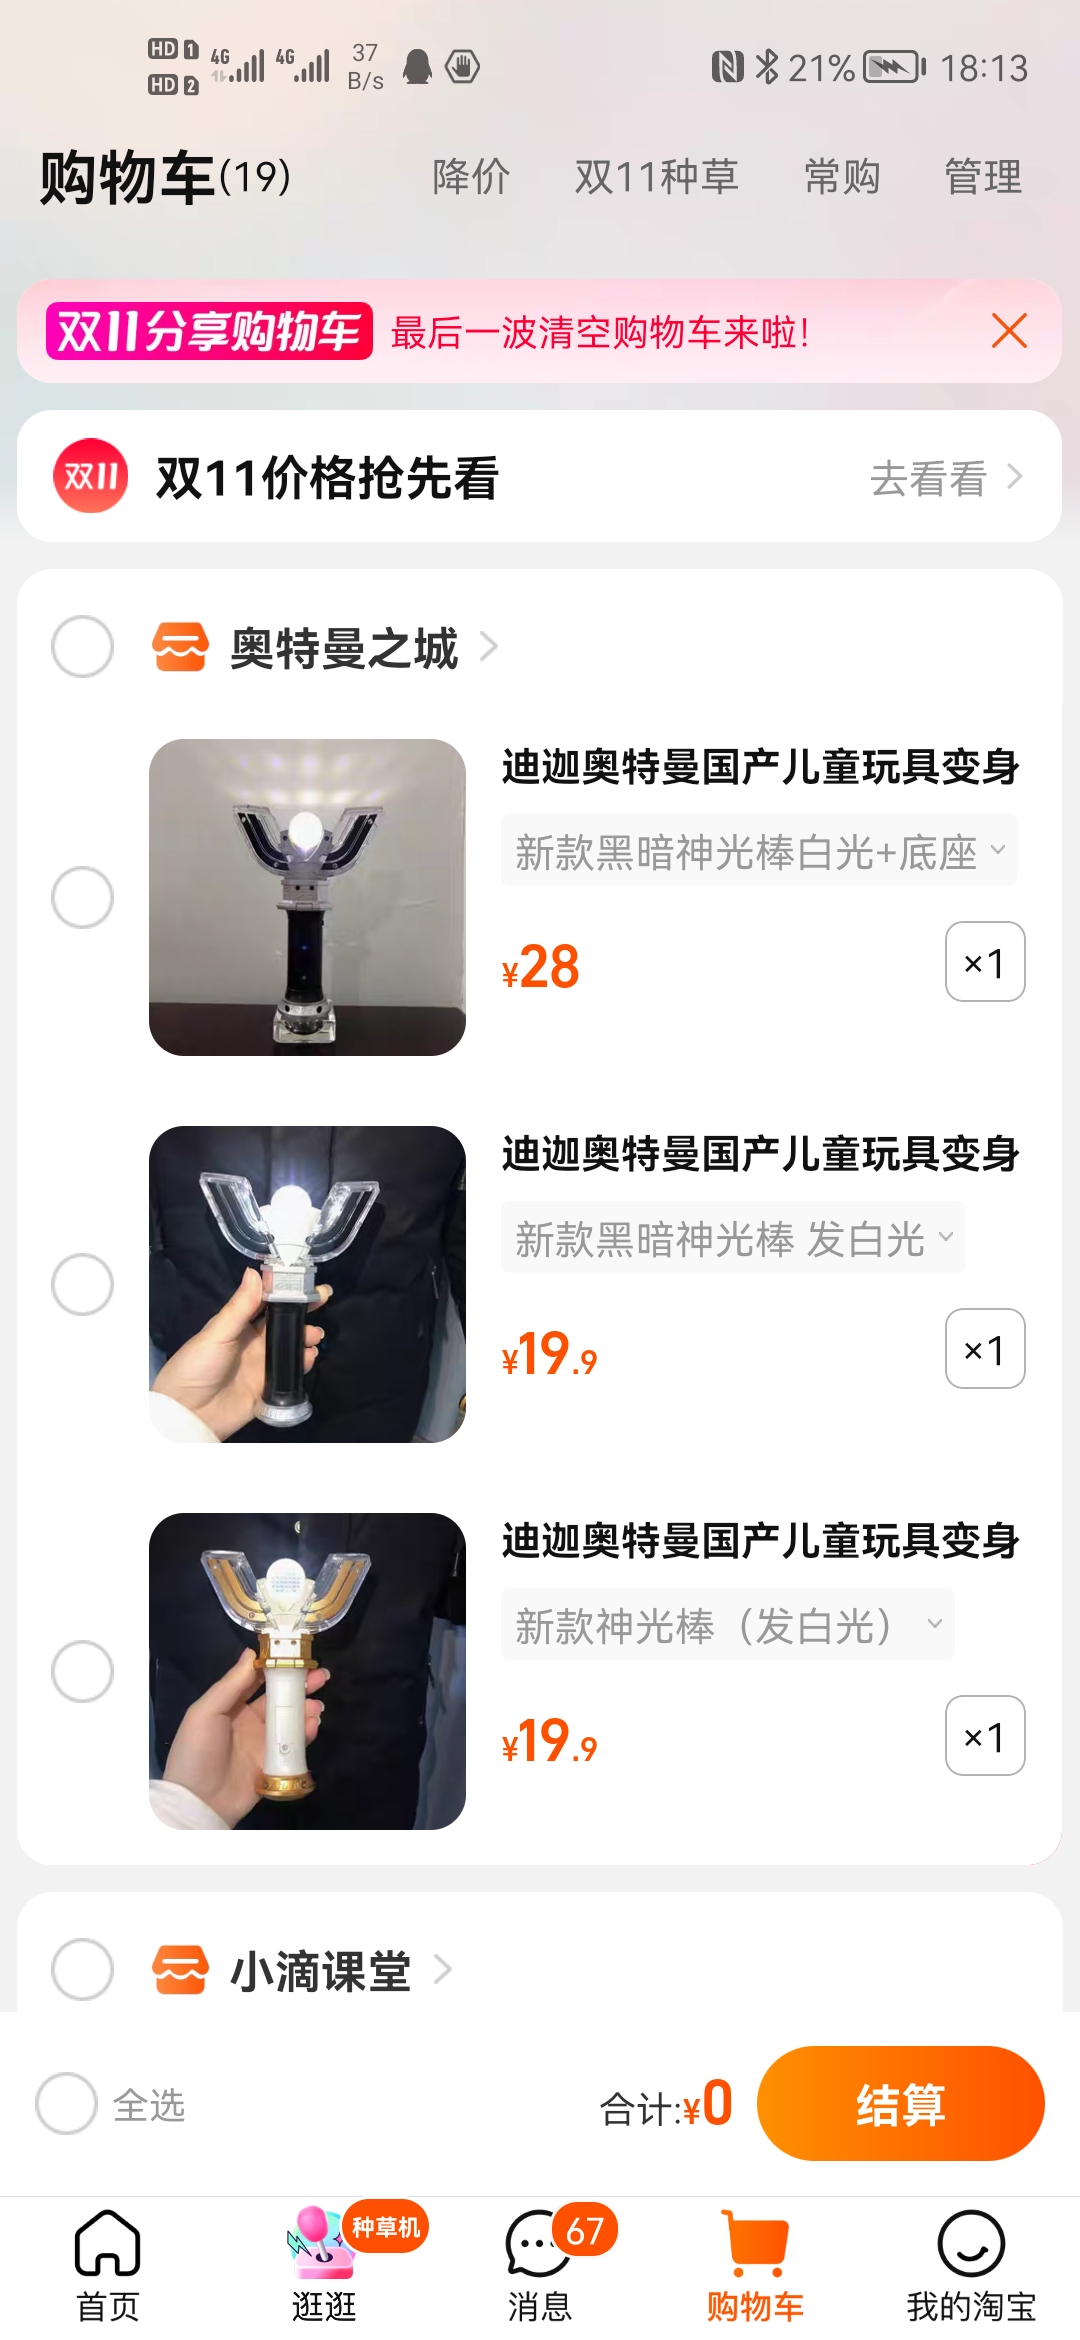 HD 1 4G 4G 37 B/s 21% 18:13
HD 2
购物车(19) 降价 双11种草 常购 管理
双11分享购物车 最后一波清空购物车来啦!
双11 双11价格抢先看 去看看
奥特曼之城
迪迦奥特曼国产儿童玩具变身
新款黑暗神光棒白光+底座
¥28 ×1
迪迦奥特曼国产儿童玩具变身
新款黑暗神光棒 发白光
¥19.9 ×1
迪迦奥特曼国产儿童玩具变身
新款神光棒（发白光）
¥19.9 ×1
小滴课堂
全选 合计:¥0 结算
种草机 67
首页 逛逛 消息 购物车 我的淘宝